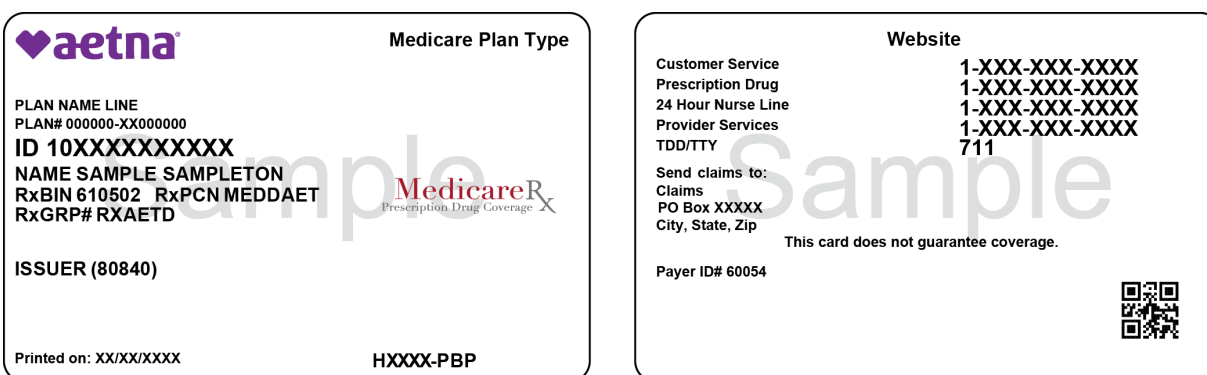 aetna
Medicare Plan Type
PLAN NAME LINE
PLAN# 000000-XX000000
ID 10XXXXXXXXXX
NAME SAMPLE SAMPLETON
RxBIN 610502 RxPCN MEDDAET
RxGRP# RXAETD
MedicareRx
Prescription Drug Coverage
ISSUER (80840)
Printed on: XX/XX/XXXX
HXXXX-PBP
Sample
Website
Customer Service 1-XXX-XXX-XXXX
Prescription Drug 1-XXX-XXX-XXXX
24 Hour Nurse Line 1-XXX-XXX-XXXX
Provider Services 1-XXX-XXX-XXXX
TDD/TTY 711
Send claims to:
Claims
PO Box XXXXX
City, State, Zip
This card does not guarantee coverage.
Payer ID# 60054
Sample